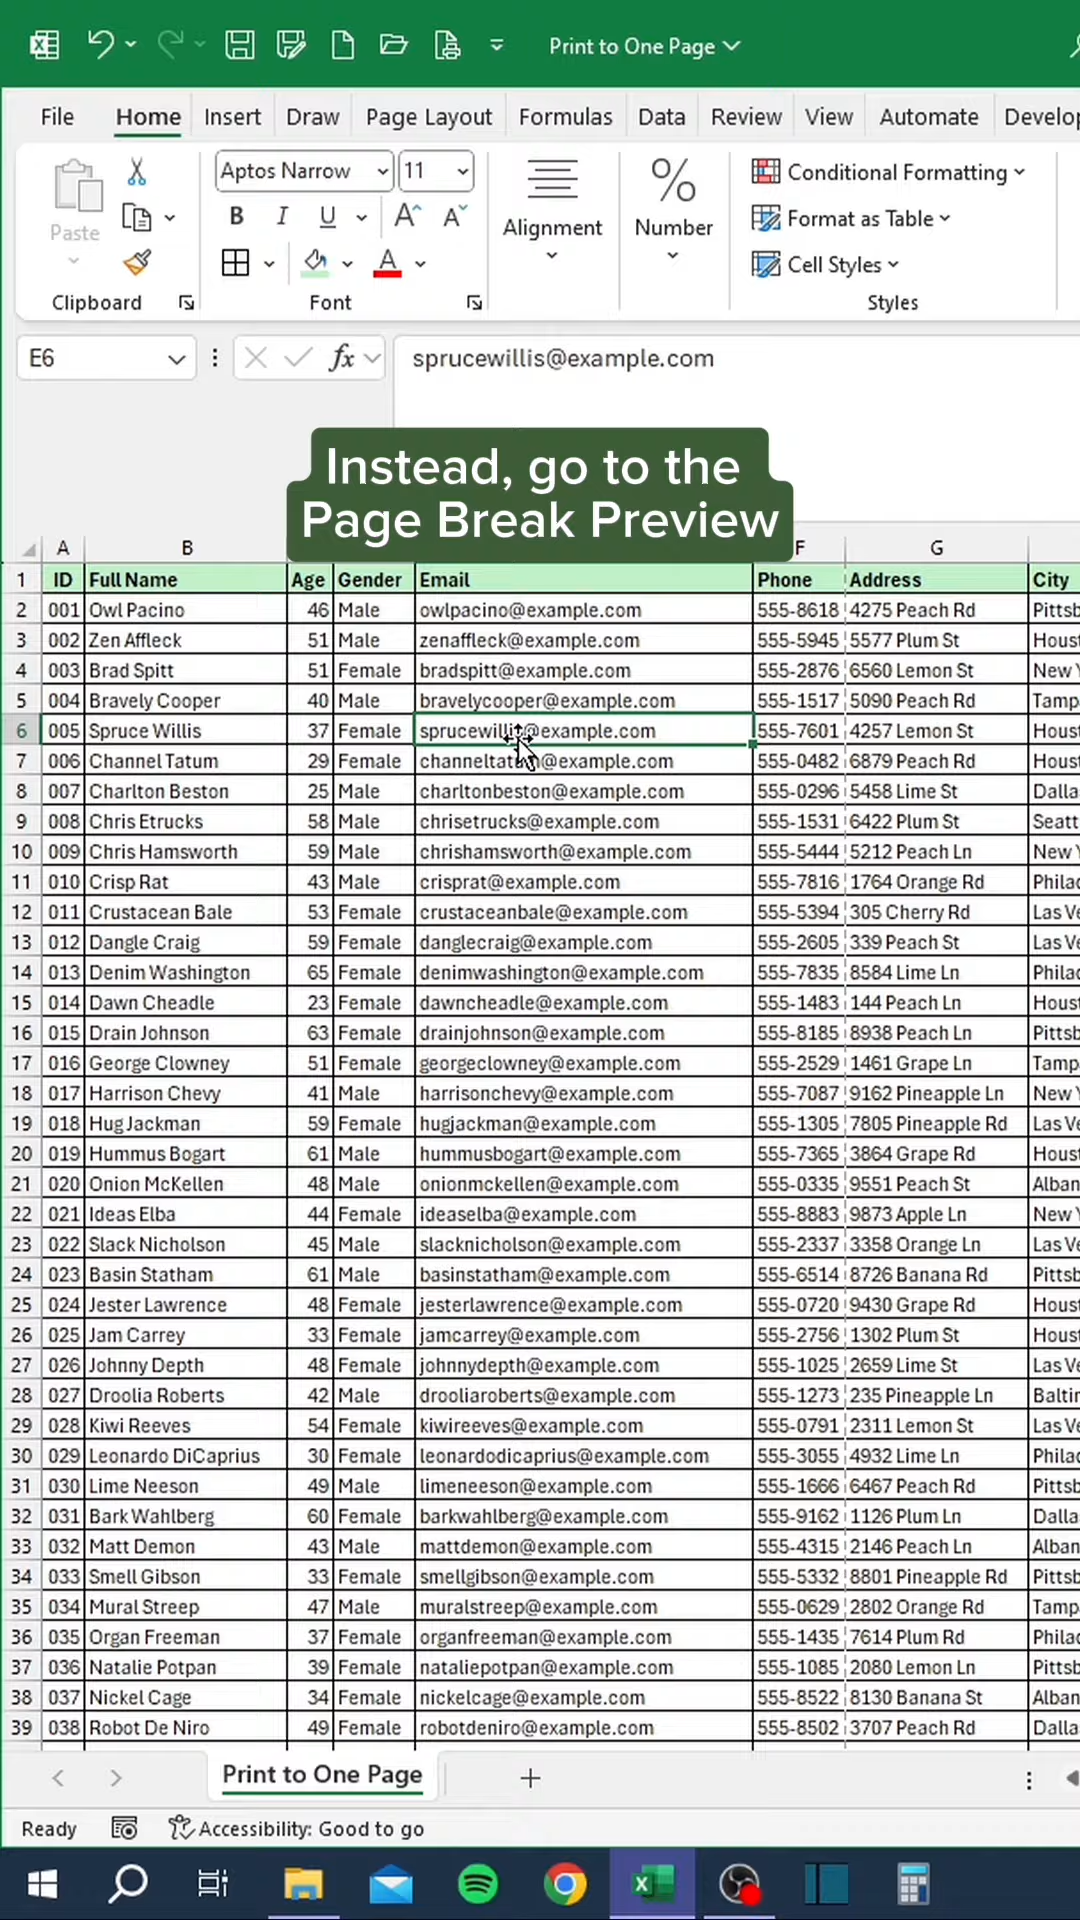 Print to One Page
File Home Insert Draw Page Layout Formulas Data Review View Automate Develop
Paste
Clipboard
Aptos Narrow 11
B I U A A
A
Font
Alignment
%
Number
Conditional Formatting
Format as Table
Cell Styles
Styles
E6 fx sprucewillis@example.com
Instead, go to the
Page Break Preview
A B F G
1 ID Full Name Age Gender Email Phone Address City
2 001 Owl Pacino 46 Male owlpacino@example.com 555-8618 4275 Peach Rd Pittsb
3 002 Zen Affleck 51 Male zenaffleck@example.com 555-5945 5577 Plum St Hous
4 003 Brad Spitt 51 Female bradspitt@example.com 555-2876 6560 Lemon St New Y
5 004 Bravely Cooper 40 Male bravelycooper@example.com 555-1517 5090 Peach Rd Tamp
6 005 Spruce Willis 37 Female sprucewillis@example.com 555-7601 4257 Lemon St Hous
7 006 Channel Tatum 29 Female channeltatum@example.com 555-0482 6879 Peach Rd Hous
8 007 Charlton Beston 25 Male charltonbeston@example.com 555-0296 5458 Lime St Dalla
9 008 Chris Etrucks 58 Male chrisetrucks@example.com 555-1531 6422 Plum St Seatt
10 009 Chris Hamsworth 59 Male chrishamsworth@example.com 555-5444 5212 Peach Ln New Y
11 010 Crisp Rat 43 Male crisprat@example.com 555-7816 1764 Orange Rd Philad
12 011 Crustacean Bale 53 Female crustaceanbale@example.com 555-5394 305 Cherry Rd Las Ve
13 012 Dangle Craig 59 Female danglecraig@example.com 555-2605 339 Peach St Las Ve
14 013 Denim Washington 65 Female denimwashington@example.com 555-7835 8584 Lime Ln Philad
15 014 Dawn Cheadle 23 Female dawncheadle@example.com 555-1483 144 Peach Ln Hous
16 015 Drain Johnson 63 Female drainjohnson@example.com 555-8185 8938 Peach Ln Pittsb
17 016 George Clowney 51 Female georgeclowney@example.com 555-2529 1461 Grape Ln Tamp
18 017 Harrison Chevy 41 Male harrisonchevy@example.com 555-7087 9162 Pineapple Ln New Y
19 018 Hug Jackman 59 Female hugjackman@example.com 555-1305 7805 Pineapple Rd Las Ve
20 019 Hummus Bogart 61 Male hummusbogart@example.com 555-7365 3864 Grape Rd Hous
21 020 Onion McKellen 48 Male onionmckellen@example.com 555-0335 9551 Peach St Alban
22 021 Ideas Elba 44 Female ideaselba@example.com 555-8883 9873 Apple Ln New Y
23 022 Slack Nicholson 45 Male slacknicholson@example.com 555-2337 3358 Orange Ln Las Ve
24 023 Basin Statham 61 Male basinstatham@example.com 555-6514 8726 Banana Rd Pittsb
25 024 Jester Lawrence 48 Female jesterlawrence@example.com 555-0720 9430 Grape Rd Hous
26 025 Jam Carrey 33 Female jamcarrey@example.com 555-2756 1302 Plum St Hous
27 026 Johnny Depth 48 Female johnnydepth@example.com 555-1025 2659 Lime St Las Ve
28 027 Droolia Roberts 42 Male drooliaroberts@example.com 555-1273 235 Pineapple Ln Baltin
29 028 Kiwi Reeves 54 Female kiwireeves@example.com 555-0791 2311 Lemon St Las Ve
30 029 Leonardo DiCaprius 30 Female leonardodicaprius@example.com 555-3055 4932 Lime Ln Philad
31 030 Lime Neeson 49 Male limeneeson@example.com 555-1666 6467 Peach Rd Pittsb
32 031 Bark Wahlberg 60 Female barkwahlberg@example.com 555-9162 1126 Plum Ln Dalla
33 032 Matt Demon 43 Male mattdemon@example.com 555-4315 2146 Peach Ln Alban
34 033 Smell Gibson 33 Female smellgibson@example.com 555-5332 8801 Pineapple Rd Pittsb
35 034 Mural Streep 47 Male muralstreep@example.com 555-0629 2802 Orange Rd Tamp
36 035 Organ Freeman 37 Female organfreeman@example.com 555-1435 7614 Plum Rd Philad
37 036 Natalie Potpan 39 Female nataliepotpan@example.com 555-1085 2080 Lemon Ln Pittsb
38 037 Nickel Cage 34 Female nickelcage@example.com 555-8522 8130 Banana St Alban
39 038 Robot De Niro 49 Female robotdeniro@example.com 555-8502 3707 Peach Rd Dalla
Print to One Page
Ready Accessibility: Good to go